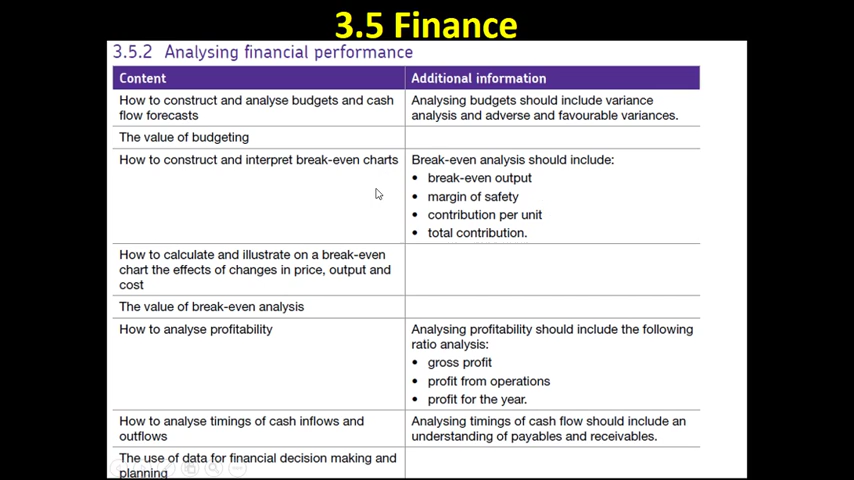 3.5 Finance
3.5.2 Analysing financial performance
Content
Additional information
How to construct and analyse budgets and cash
flow forecasts
Analysing budgets should include variance
analysis and adverse and favourable variances.
The value of budgeting
How to construct and interpret break-even charts
Break-even analysis should include:
• break-even output
• margin of safety
• contribution per unit
• total contribution.
How to calculate and illustrate on a break-even
chart the effects of changes in price, output and
cost
The value of break-even analysis
How to analyse profitability
Analysing profitability should include the following
ratio analysis:
• gross profit
• profit from operations
• profit for the year.
How to analyse timings of cash inflows and
outflows
Analysing timings of cash flow should include an
understanding of payables and receivables.
The use of data for financial decision making and
planning